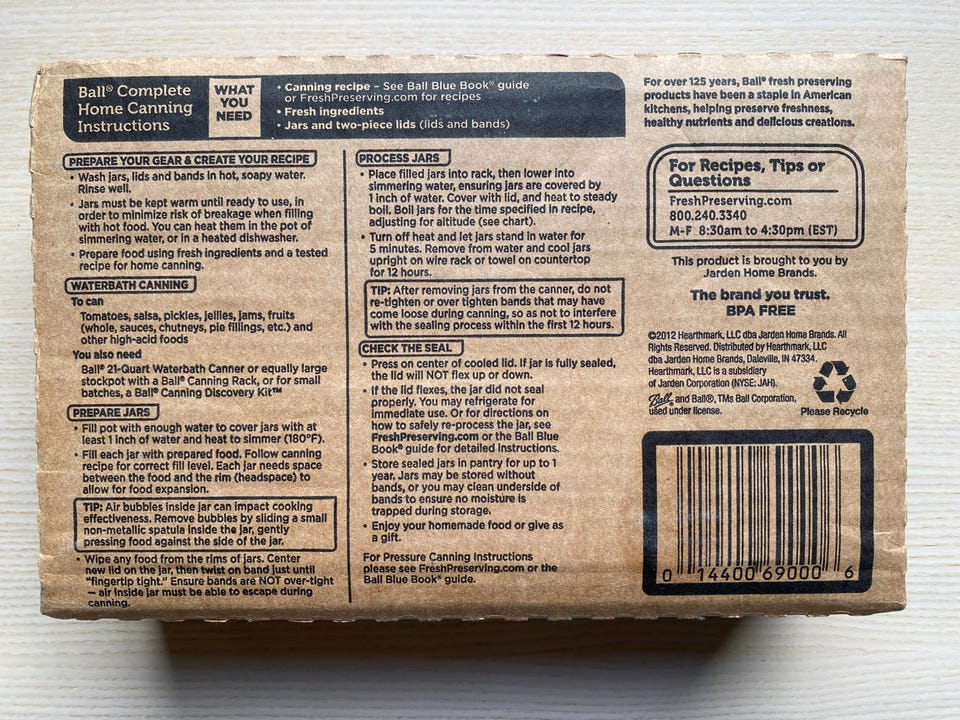 Ball® Complete
Home Canning
Instructions
WHAT
YOU
NEED
• Canning recipe – See Ball Blue Book® guide
or FreshPreserving.com for recipes
• Fresh ingredients
• Jars and two-piece lids (lids and bands)
PREPARE YOUR GEAR & CREATE YOUR RECIPE
• Wash jars, lids and bands in hot, soapy water.
Rinse well.
• Jars must be kept warm until ready to use, in
order to minimize risk of breakage when filling
with hot food. You can heat them in the pot of
simmering water, or in a heated dishwasher.
• Prepare food using fresh ingredients and a tested
recipe for home canning.
WATERBATH CANNING
To can
Tomatoes, salsa, pickles, jellies, jams, fruits
(whole, sauces, chutneys, pie fillings, etc.) and
other high-acid foods
You also need
Ball® 21-Quart Waterbath Canner or equally large
stockpot with a Ball® Canning Rack, or for small
batches, a Ball® Canning Discovery Kit™
PREPARE JARS
• Fill pot with enough water to cover jars with at
least 1 inch of water and heat to simmer (180°F).
• Fill each jar with prepared food. Follow canning
recipe for correct fill level. Each jar needs space
between the food and the rim (headspace) to
allow for food expansion.
TIP: Air bubbles inside jar can impact cooking
effectiveness. Remove bubbles by sliding a small
non-metallic spatula inside the jar, gently
pressing food against the side of the jar.
• Wipe any food from the rims of jars. Center
new lid on the jar, then twist on band just until
"fingertip tight." Ensure bands are NOT over-tight
— air inside jar must be able to escape during
canning.
PROCESS JARS
• Place filled jars into rack, then lower into
simmering water, ensuring jars are covered by
1 inch of water. Cover with lid, and heat to steady
boil. Boil jars for the time specified in recipe,
adjusting for altitude (see chart).
• Turn off heat and let jars stand in water for
5 minutes. Remove from water and cool jars
upright on wire rack or towel on countertop
for 12 hours.
TIP: After removing jars from the canner, do not
re-tighten or over tighten bands that may have
come loose during canning, so as not to interfere
with the sealing process within the first 12 hours.
CHECK THE SEAL
• Press on center of cooled lid. If jar is fully sealed,
the lid will NOT flex up or down.
• If the lid flexes, the jar did not seal
properly. You may refrigerate for
immediate use. Or for directions on
how to safely re-process the jar, see
FreshPreserving.com or the Ball Blue
Book® guide for detailed instructions.
• Store sealed jars in pantry for up to 1
year. Jars may be stored without
bands, or you may clean underside of
bands to ensure no moisture is
trapped during storage.
• Enjoy your homemade food or give as
a gift.
For Pressure Canning Instructions
please see FreshPreserving.com or the
Ball Blue Book® guide.
For over 125 years, Ball® fresh preserving
products have been a staple in American
kitchens, helping preserve freshness,
healthy nutrients and delicious creations.
For Recipes, Tips or
Questions
FreshPreserving.com
800.240.3340
M-F 8:30am to 4:30pm (EST)
This product is brought to you by
Jarden Home Brands.
The brand you trust.
BPA FREE
©2012 Hearthmark, LLC dba Jarden Home Brands. All
Rights Reserved. Distributed by Hearthmark, LLC
dba Jarden Home Brands, Daleville, IN 47334.
Hearthmark, LLC is a subsidiary
of Jarden Corporation (NYSE: JAH).
Ball and Ball®, TMs Ball Corporation,
used under license.
Please Recycle
0 14400 69000 6